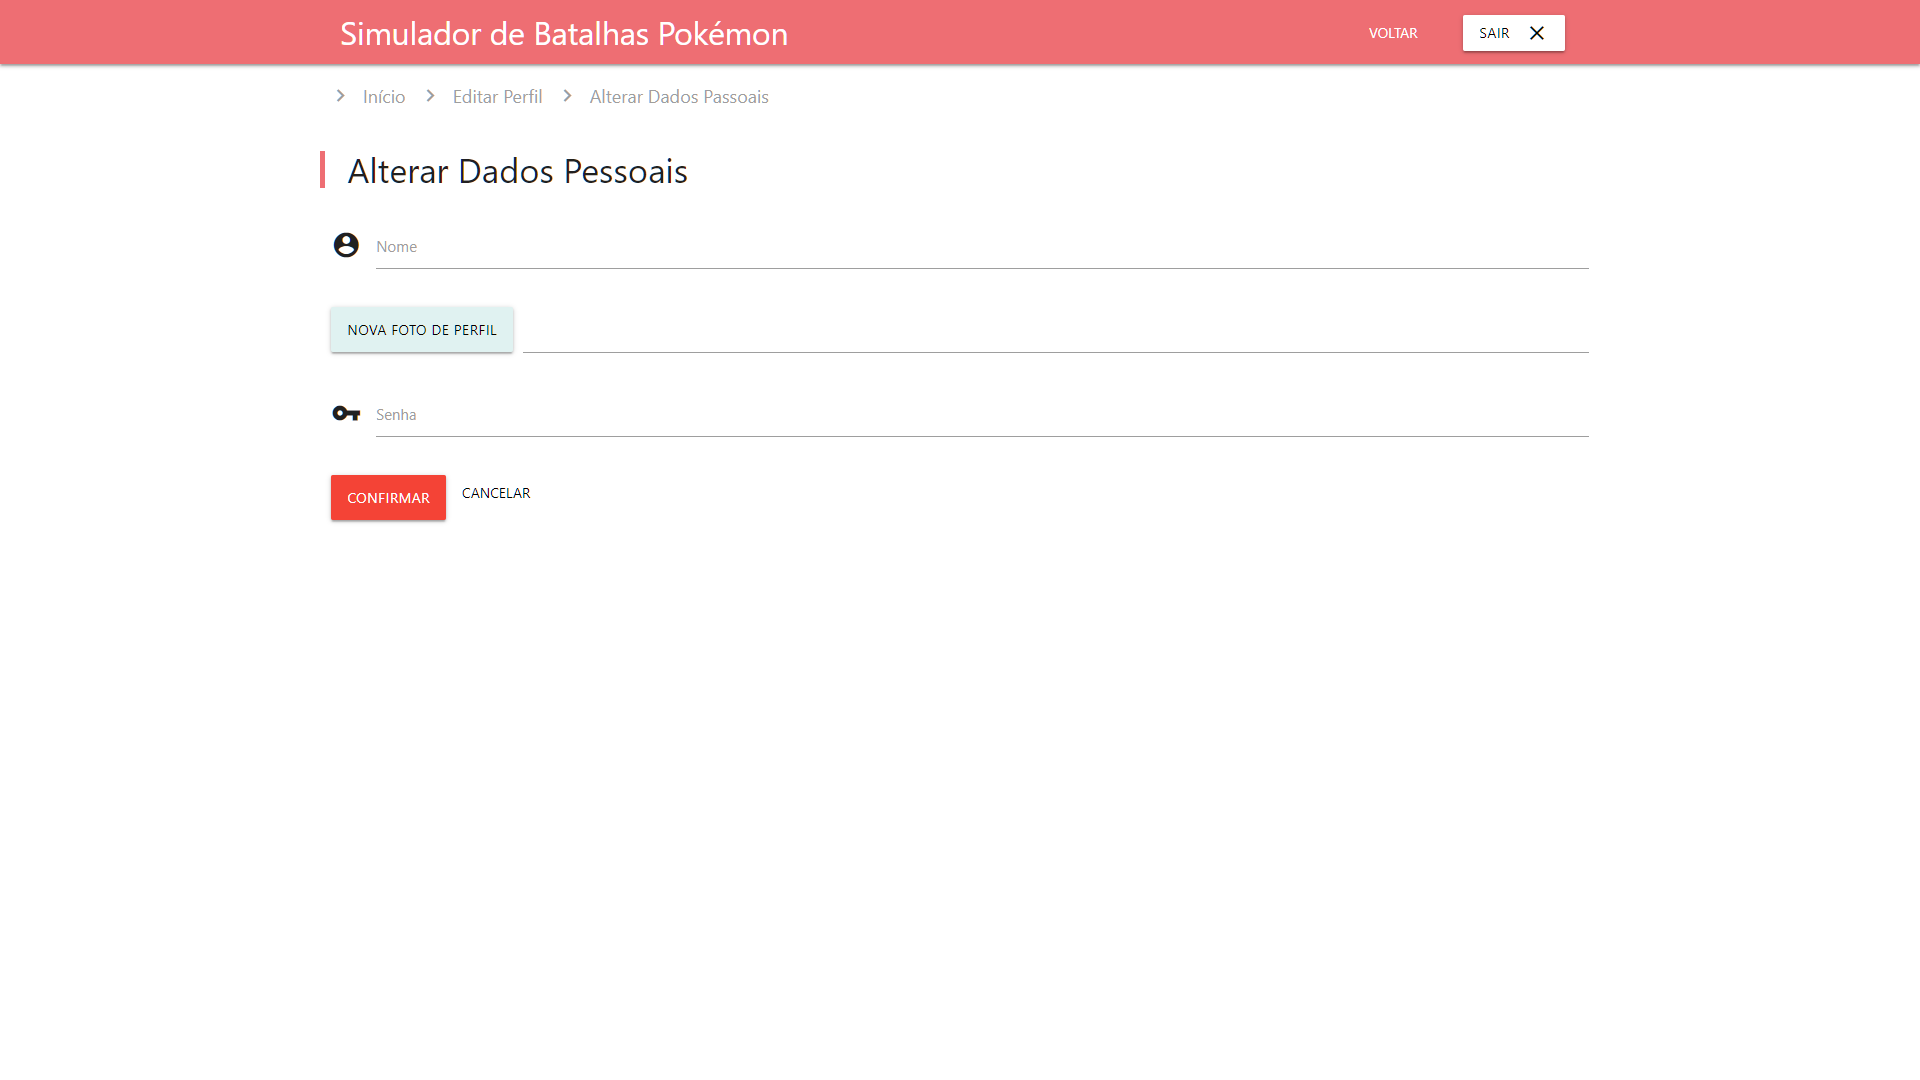 Simulador de Batalhas Pokémon VOLTAR SAIR
Início Editar Perfil Alterar Dados Passoais
Alterar Dados Pessoais
Nome
NOVA FOTO DE PERFIL
Senha
CONFIRMAR CANCELAR